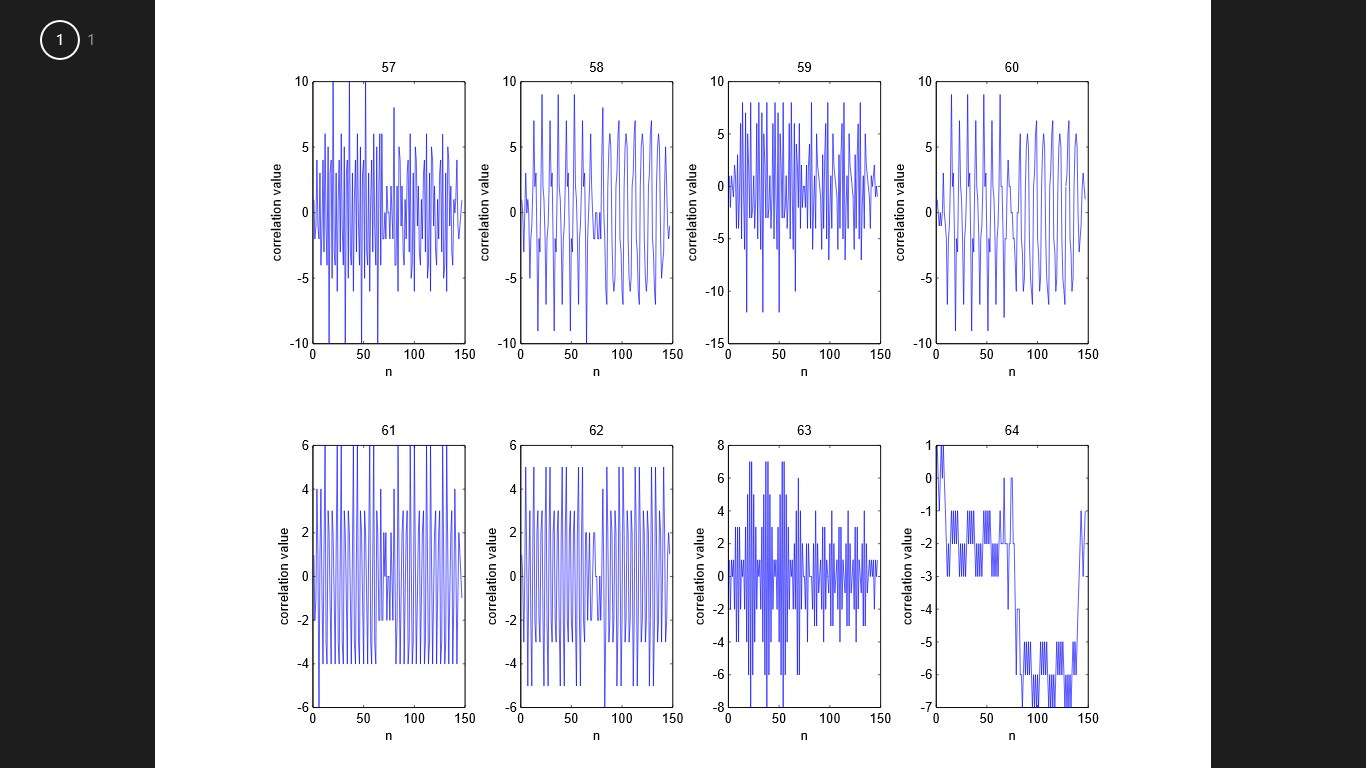 1 1
57 58 59 60
10 10 10 10
5 5 5 5
0 0 0 0
-5 -5 -5 -5
-10 -10 -10 -10
-15
correlation value correlation value correlation value correlation value
0 50 100 150 0 50 100 150 0 50 100 150 0 50 100 150
n n n n
61 62 63 64
6 6 8 1
4 4 6 0
2 2 4 -1
0 0 2 -2
-2 -2 0 -3
-4 -4 -2 -4
-6 -6 -4 -5
-6 -6
-8 -7
correlation value correlation value correlation value correlation value
0 50 100 150 0 50 100 150 0 50 100 150 0 50 100 150
n n n n